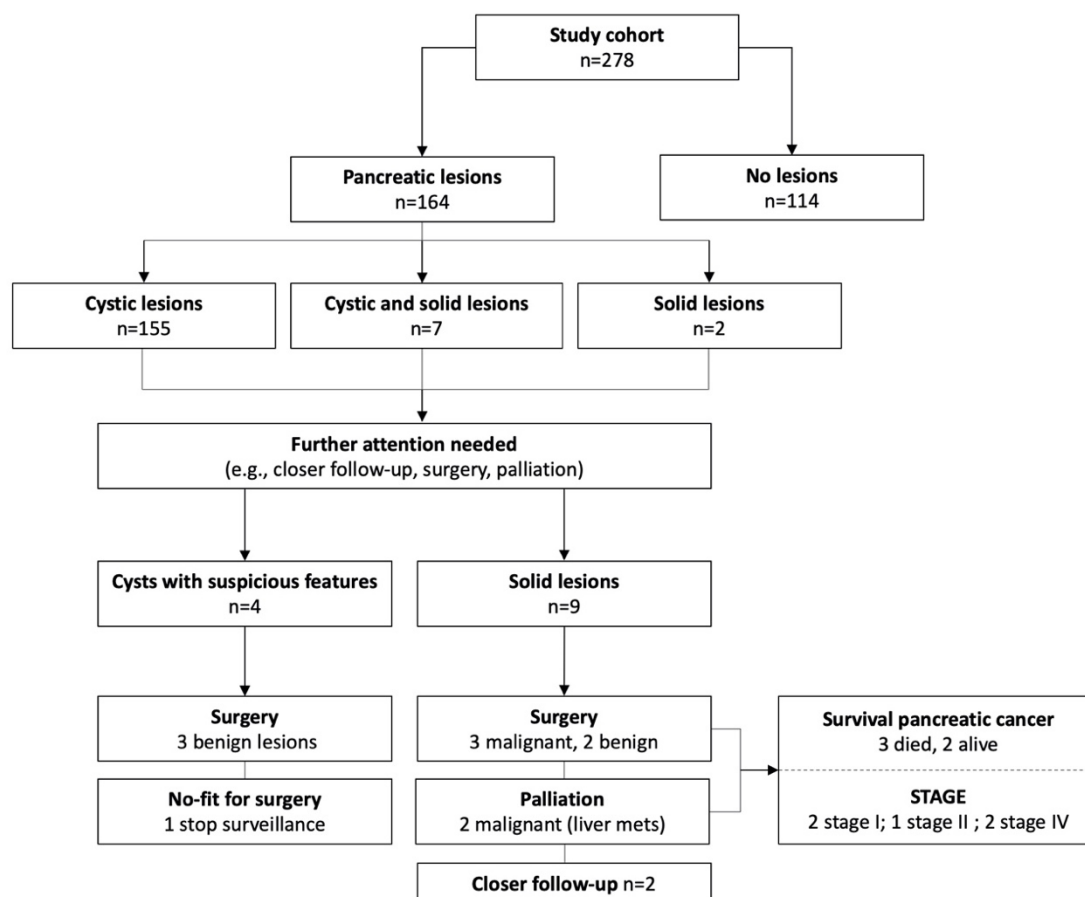 Study cohort
n=278
Pancreatic lesions
n=164
No lesions
n=114
Cystic lesions
n=155
Cystic and solid lesions
n=7
Solid lesions
n=2
Further attention needed
(e.g., closer follow-up, surgery, palliation)
Cysts with suspicious features
n=4
Solid lesions
n=9
Surgery
3 benign lesions
Surgery
3 malignant, 2 benign
Survival pancreatic cancer
3 died, 2 alive
No-fit for surgery
1 stop surveillance
Palliation
2 malignant (liver mets)
STAGE
2 stage I; 1 stage II ; 2 stage IV
Closer follow-up n=2